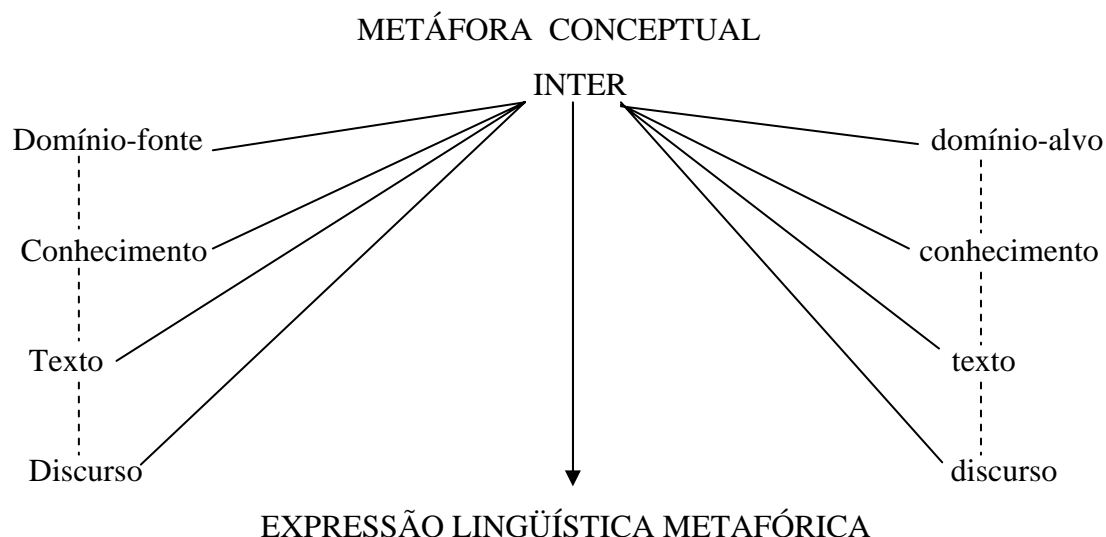 METÁFORA CONCEPTUAL
INTER
Domínio-fonte domínio-alvo
Conhecimento conhecimento
Texto texto
Discurso discurso
EXPRESSÃO LINGÜÍSTICA METAFÓRICA